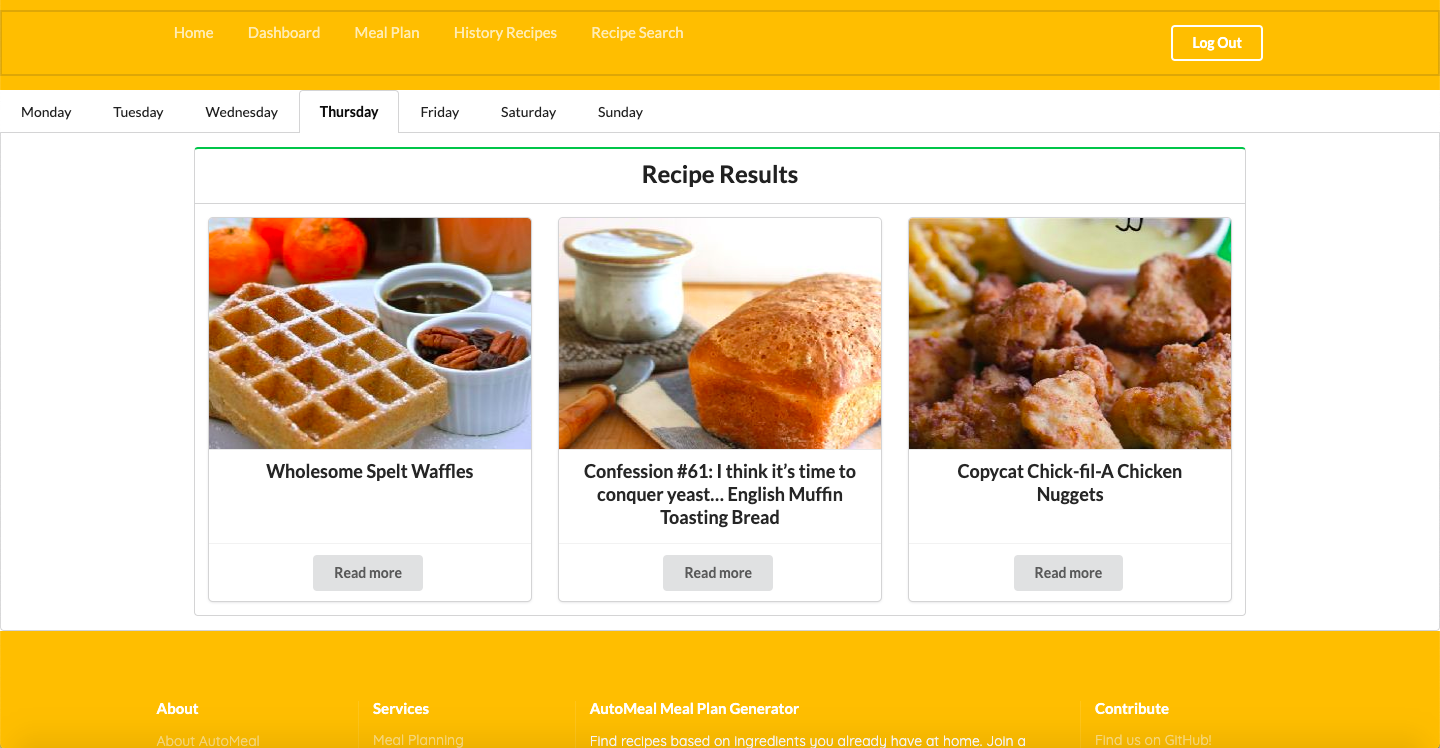 Home Dashboard Meal Plan History Recipes Recipe Search Log Out
Monday Tuesday Wednesday Thursday Friday Saturday Sunday
Recipe Results
Wholesome Spelt Waffles
Read more
Confession #61: I think it’s time to
conquer yeast… English Muffin
Toasting Bread
Read more
Copycat Chick-fil-A Chicken
Nuggets
Read more
About
About AutoMeal
Services
Meal Planning
AutoMeal Meal Plan Generator
Find recipes based on ingredients you already have at home. Join a
Contribute
Find us on GitHub!